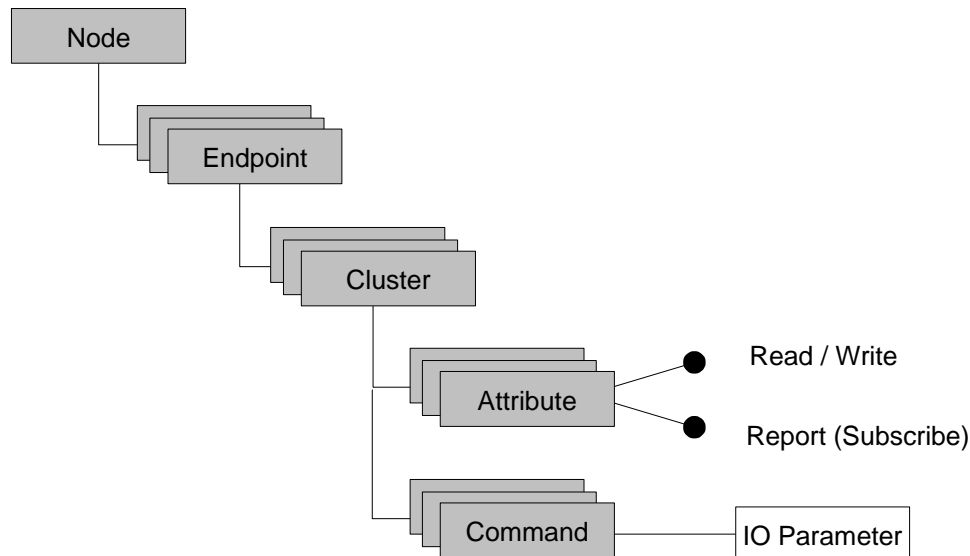 Node
Endpoint
Cluster
Attribute
Read / Write
Report (Subscribe)
Command
IO Parameter